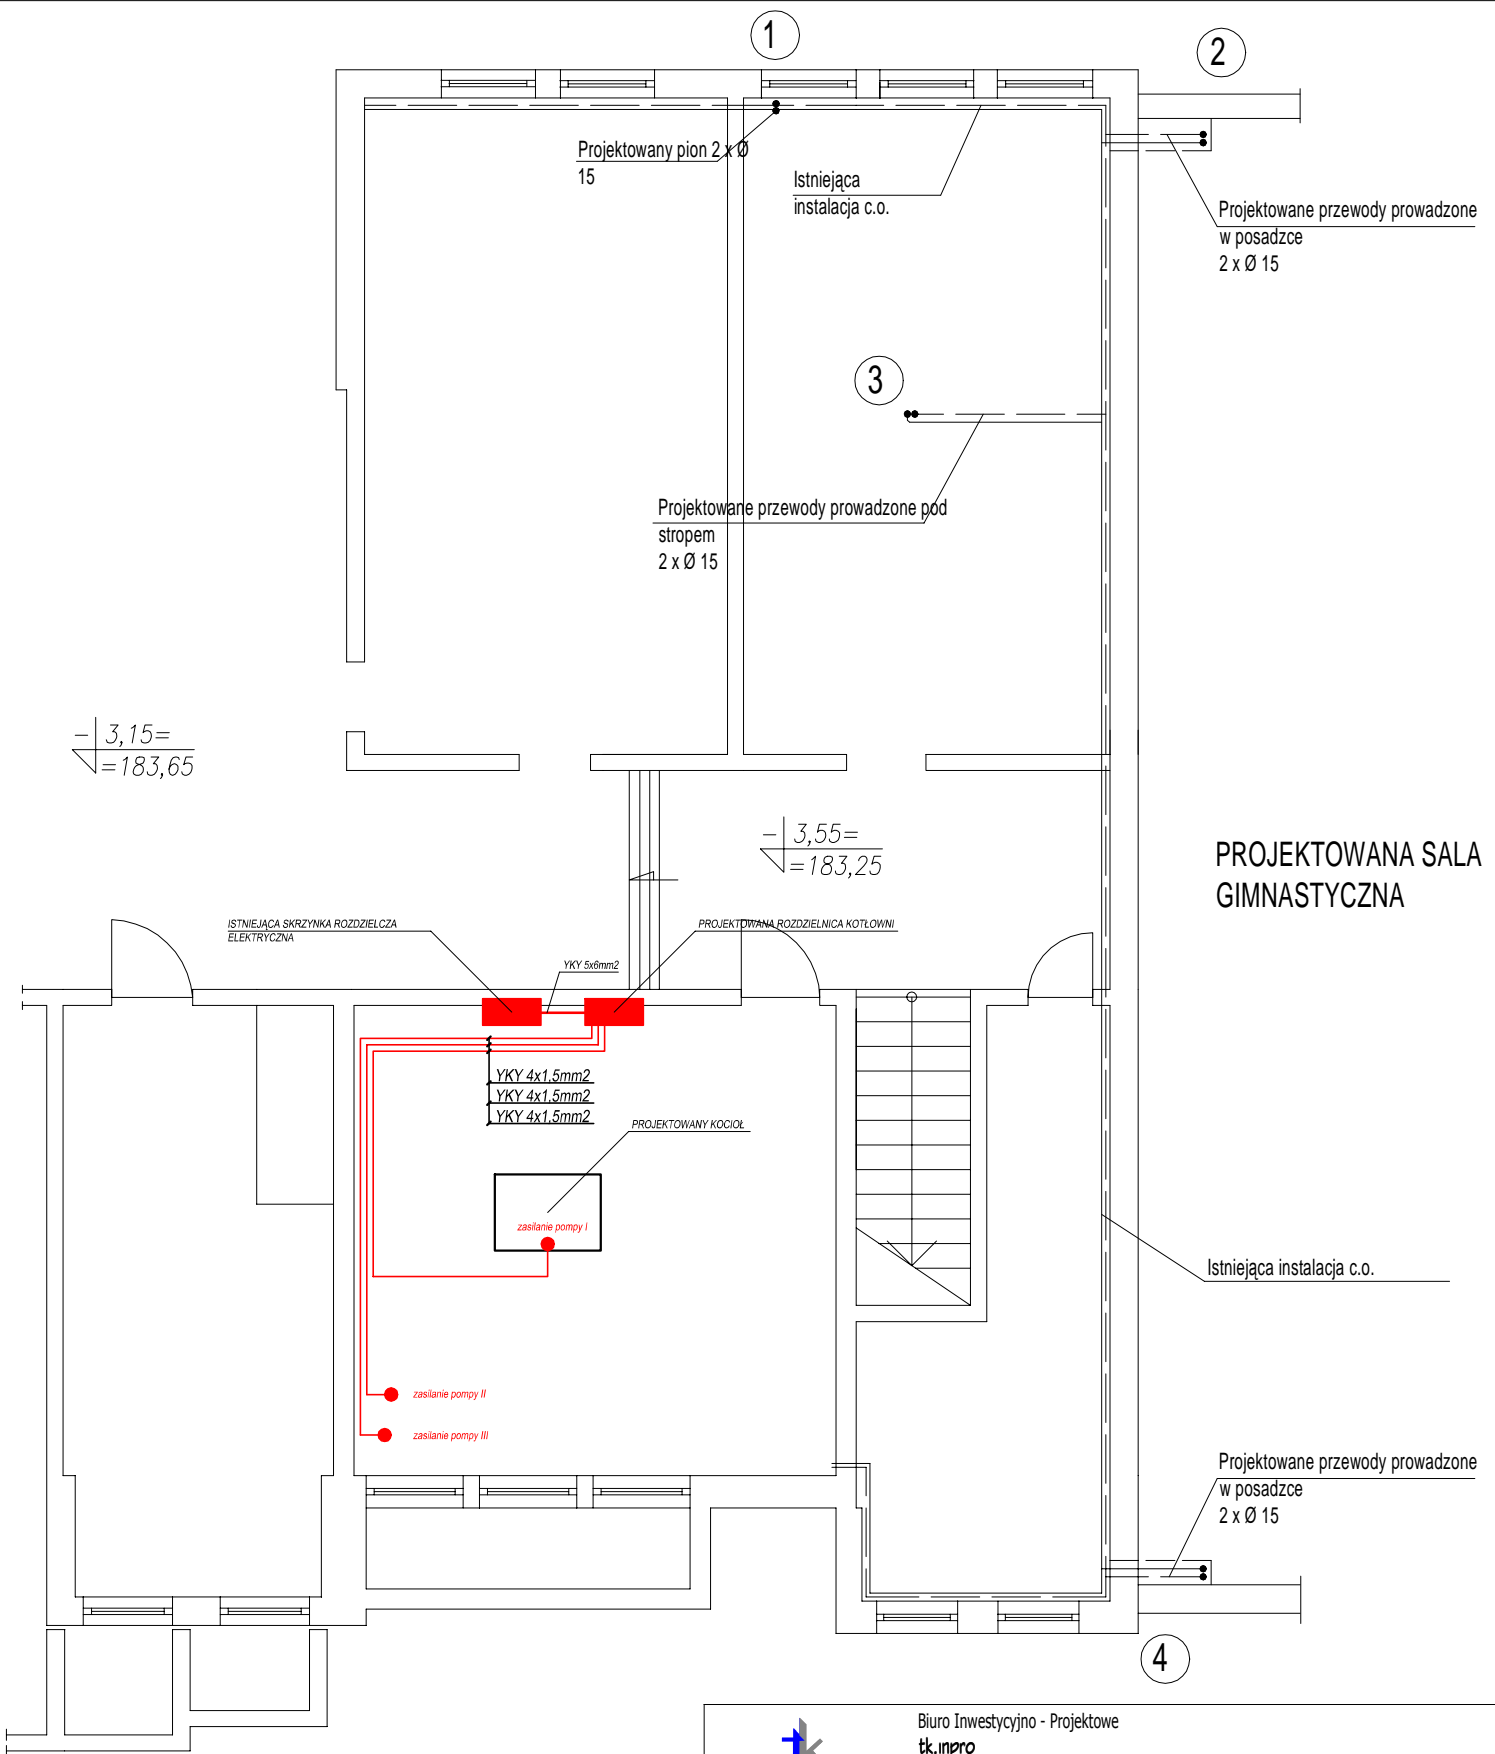 1
2
Projektowany pion 2 x Ø
15
Istniejąca
instalacja c.o.
Projektowane przewody prowadzone
w posadzce
2 x Ø 15
3
Projektowane przewody prowadzone pod
stropem
2 x Ø 15
- 3,15=
=183,65
- 3,55=
=183,25
PROJEKTOWANA SALA
GIMNASTYCZNA
ISTNIEJĄCA SKRZYNKA ROZDZIELCZA
ELEKTRYCZNA
PROJEKTOWANA ROZDZIELNICA KOTŁOWNI
YKY 5x6mm2
YKY 4x1,5mm2
YKY 4x1,5mm2
YKY 4x1,5mm2
PROJEKTOWANY KOCIOŁ
zasilanie pompy I
Istniejąca instalacja c.o.
zasilanie pompy II
zasilanie pompy III
Projektowane przewody prowadzone
w posadzce
2 x Ø 15
4
tk
Biuro Inwestycyjno - Projektowe
tk.inpro